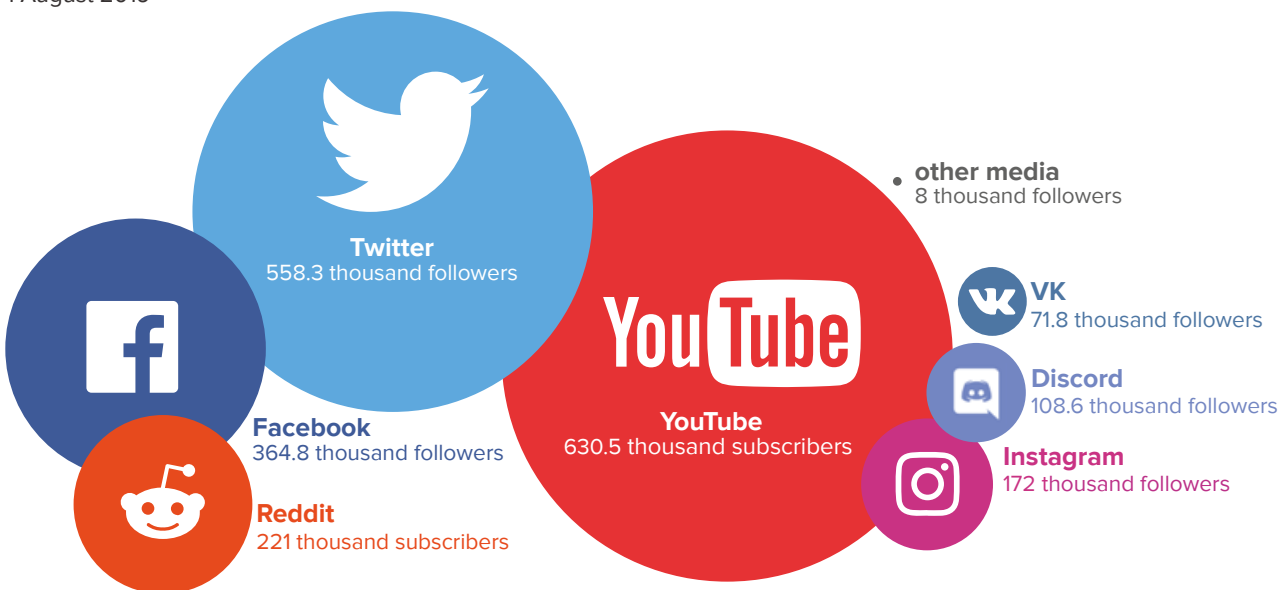 Twitter
558.3 thousand followers
other media
8 thousand followers
YouTube
YouTube
630.5 thousand subscribers
VK
71.8 thousand followers
Discord
108.6 thousand followers
Facebook
364.8 thousand followers
Instagram
172 thousand followers
Reddit
221 thousand subscribers